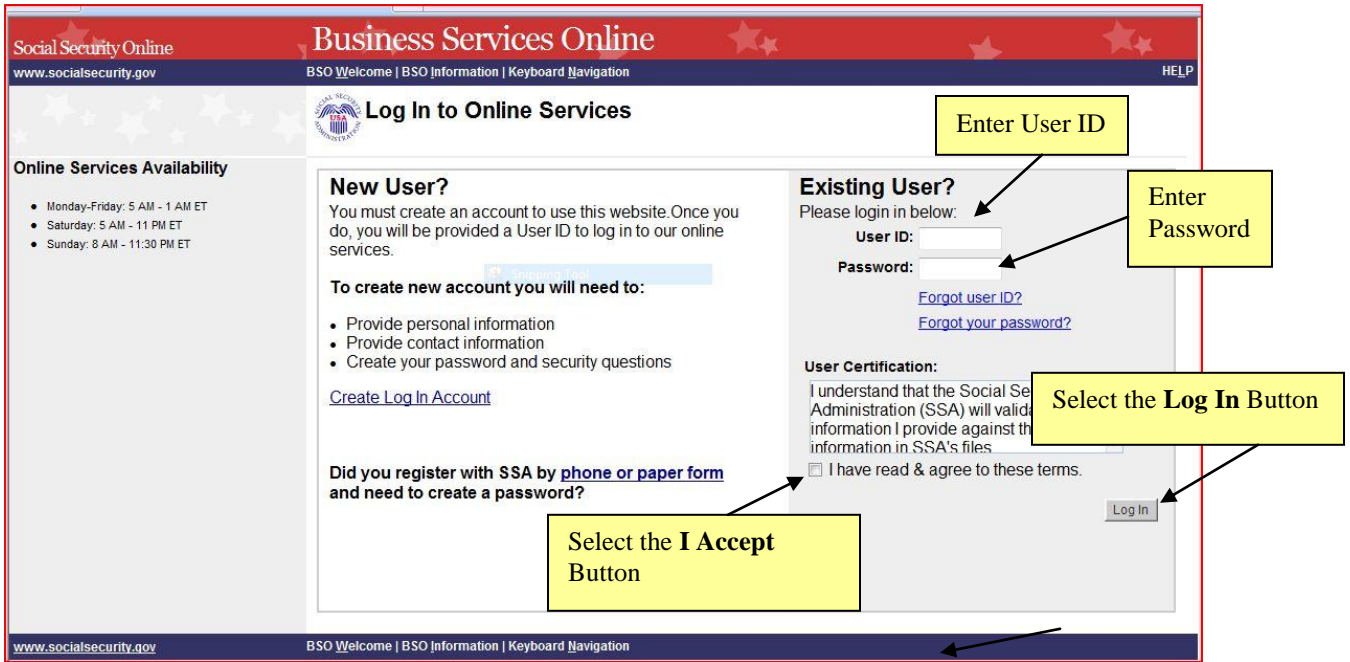 Social Security Online
Business Services Online
www.socialsecurity.gov
BSO Welcome | BSO Information | Keyboard Navigation
HELP
SOCIAL SECURITY ADMINISTRATION
USA
Log In to Online Services
Enter User ID
Online Services Availability
Monday-Friday: 5 AM - 1 AM ET
Saturday: 5 AM - 11 PM ET
Sunday: 8 AM - 11:30 PM ET
New User?
You must create an account to use this website.Once you
do, you will be provided a User ID to log in to our online
services.
Snipping Tool
To create new account you will need to:
• Provide personal information
• Provide contact information
• Create your password and security questions
Create Log In Account
Did you register with SSA by phone or paper form
and need to create a password?
Existing User?
Please login in below:
User ID:
Password:
Enter
Password
Forgot user ID?
Forgot your password?
User Certification:
I understand that the Social
Administration (SSA) will
information I provide against
information in SSA's files
Select the Log In Button
I have read & agree to these terms.
Log In
Select the I Accept
Button
www.socialsecurity.gov
BSO Welcome | BSO Information | Keyboard Navigation